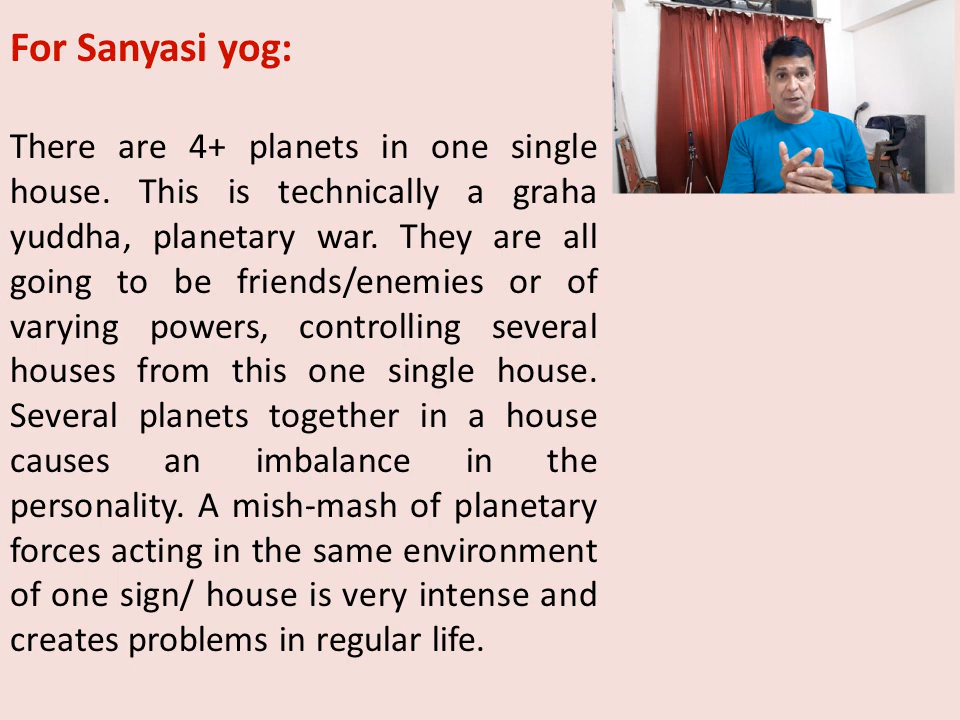 For Sanyasi yog:
There are 4+ planets in one single
house. This is technically a graha
yuddha, planetary war. They are all
going to be friends/enemies or of
varying powers, controlling several
houses from this one single house.
Several planets together in a house
causes an imbalance in the
personality. A mish-mash of planetary
forces acting in the same environment
of one sign/ house is very intense and
creates problems in regular life.